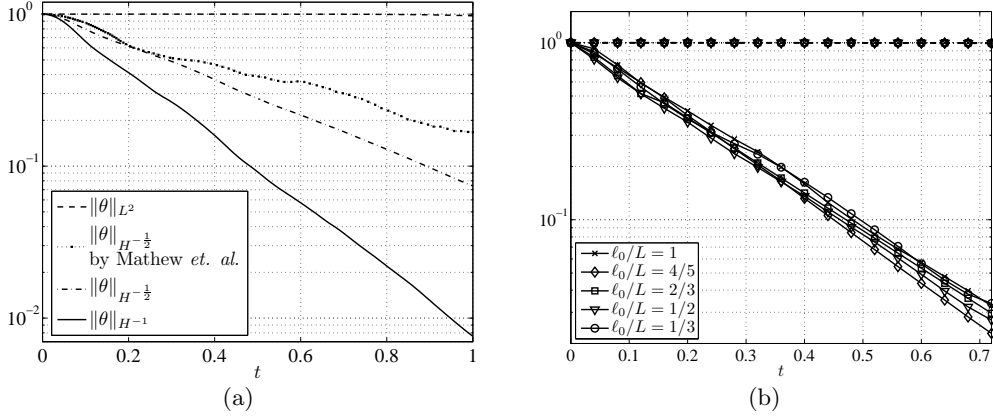 10^0
10^{-1}
10^{-2}
‖θ‖_{L^2}
‖θ‖_{H^{-\frac{1}{2}}}
by Mathew et. al.
‖θ‖_{H^{-\frac{1}{2}}}
‖θ‖_{H^{-1}}
0 0.2 0.4 0.6 0.8 1
t
(a)
10^0
10^{-1}
ℓ_0/L = 1
ℓ_0/L = 4/5
ℓ_0/L = 2/3
ℓ_0/L = 1/2
ℓ_0/L = 1/3
0 0.1 0.2 0.3 0.4 0.5 0.6 0.7
t
(b)